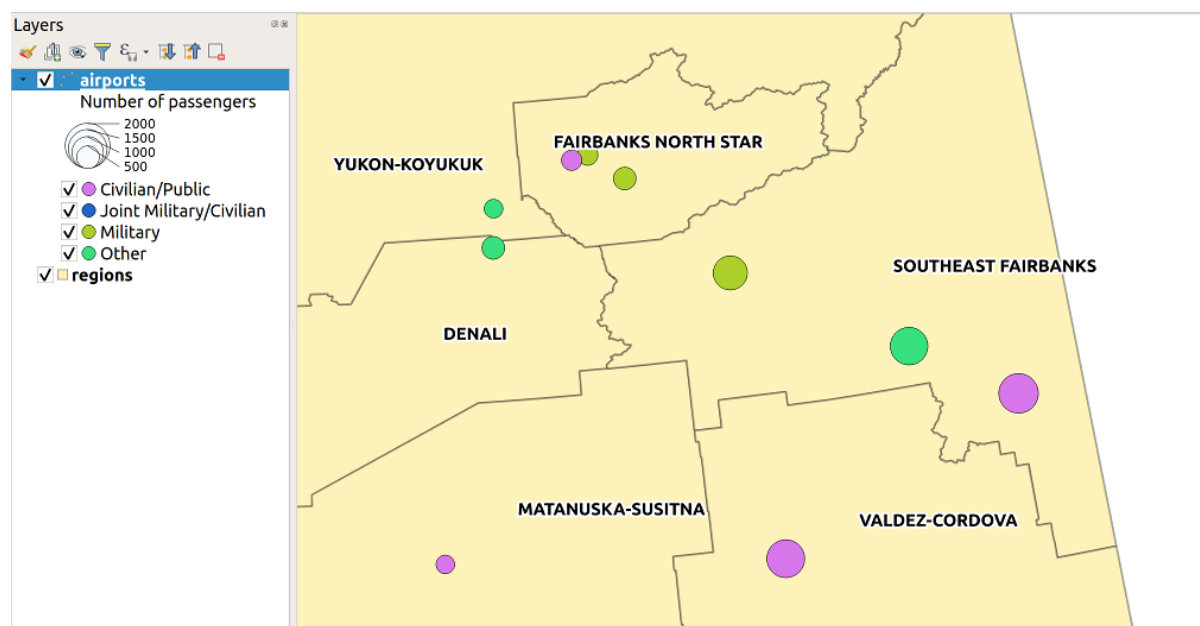 Layers
airports
Number of passengers
2000
1500
1000
500
Civilian/Public
Joint Military/Civilian
Military
Other
regions
FAIRBANKS NORTH STAR
YUKON-KOYUKUK
SOUTHEAST FAIRBANKS
DENALI
MATANUSKA-SUSITNA
VALDEZ-CORDOVA